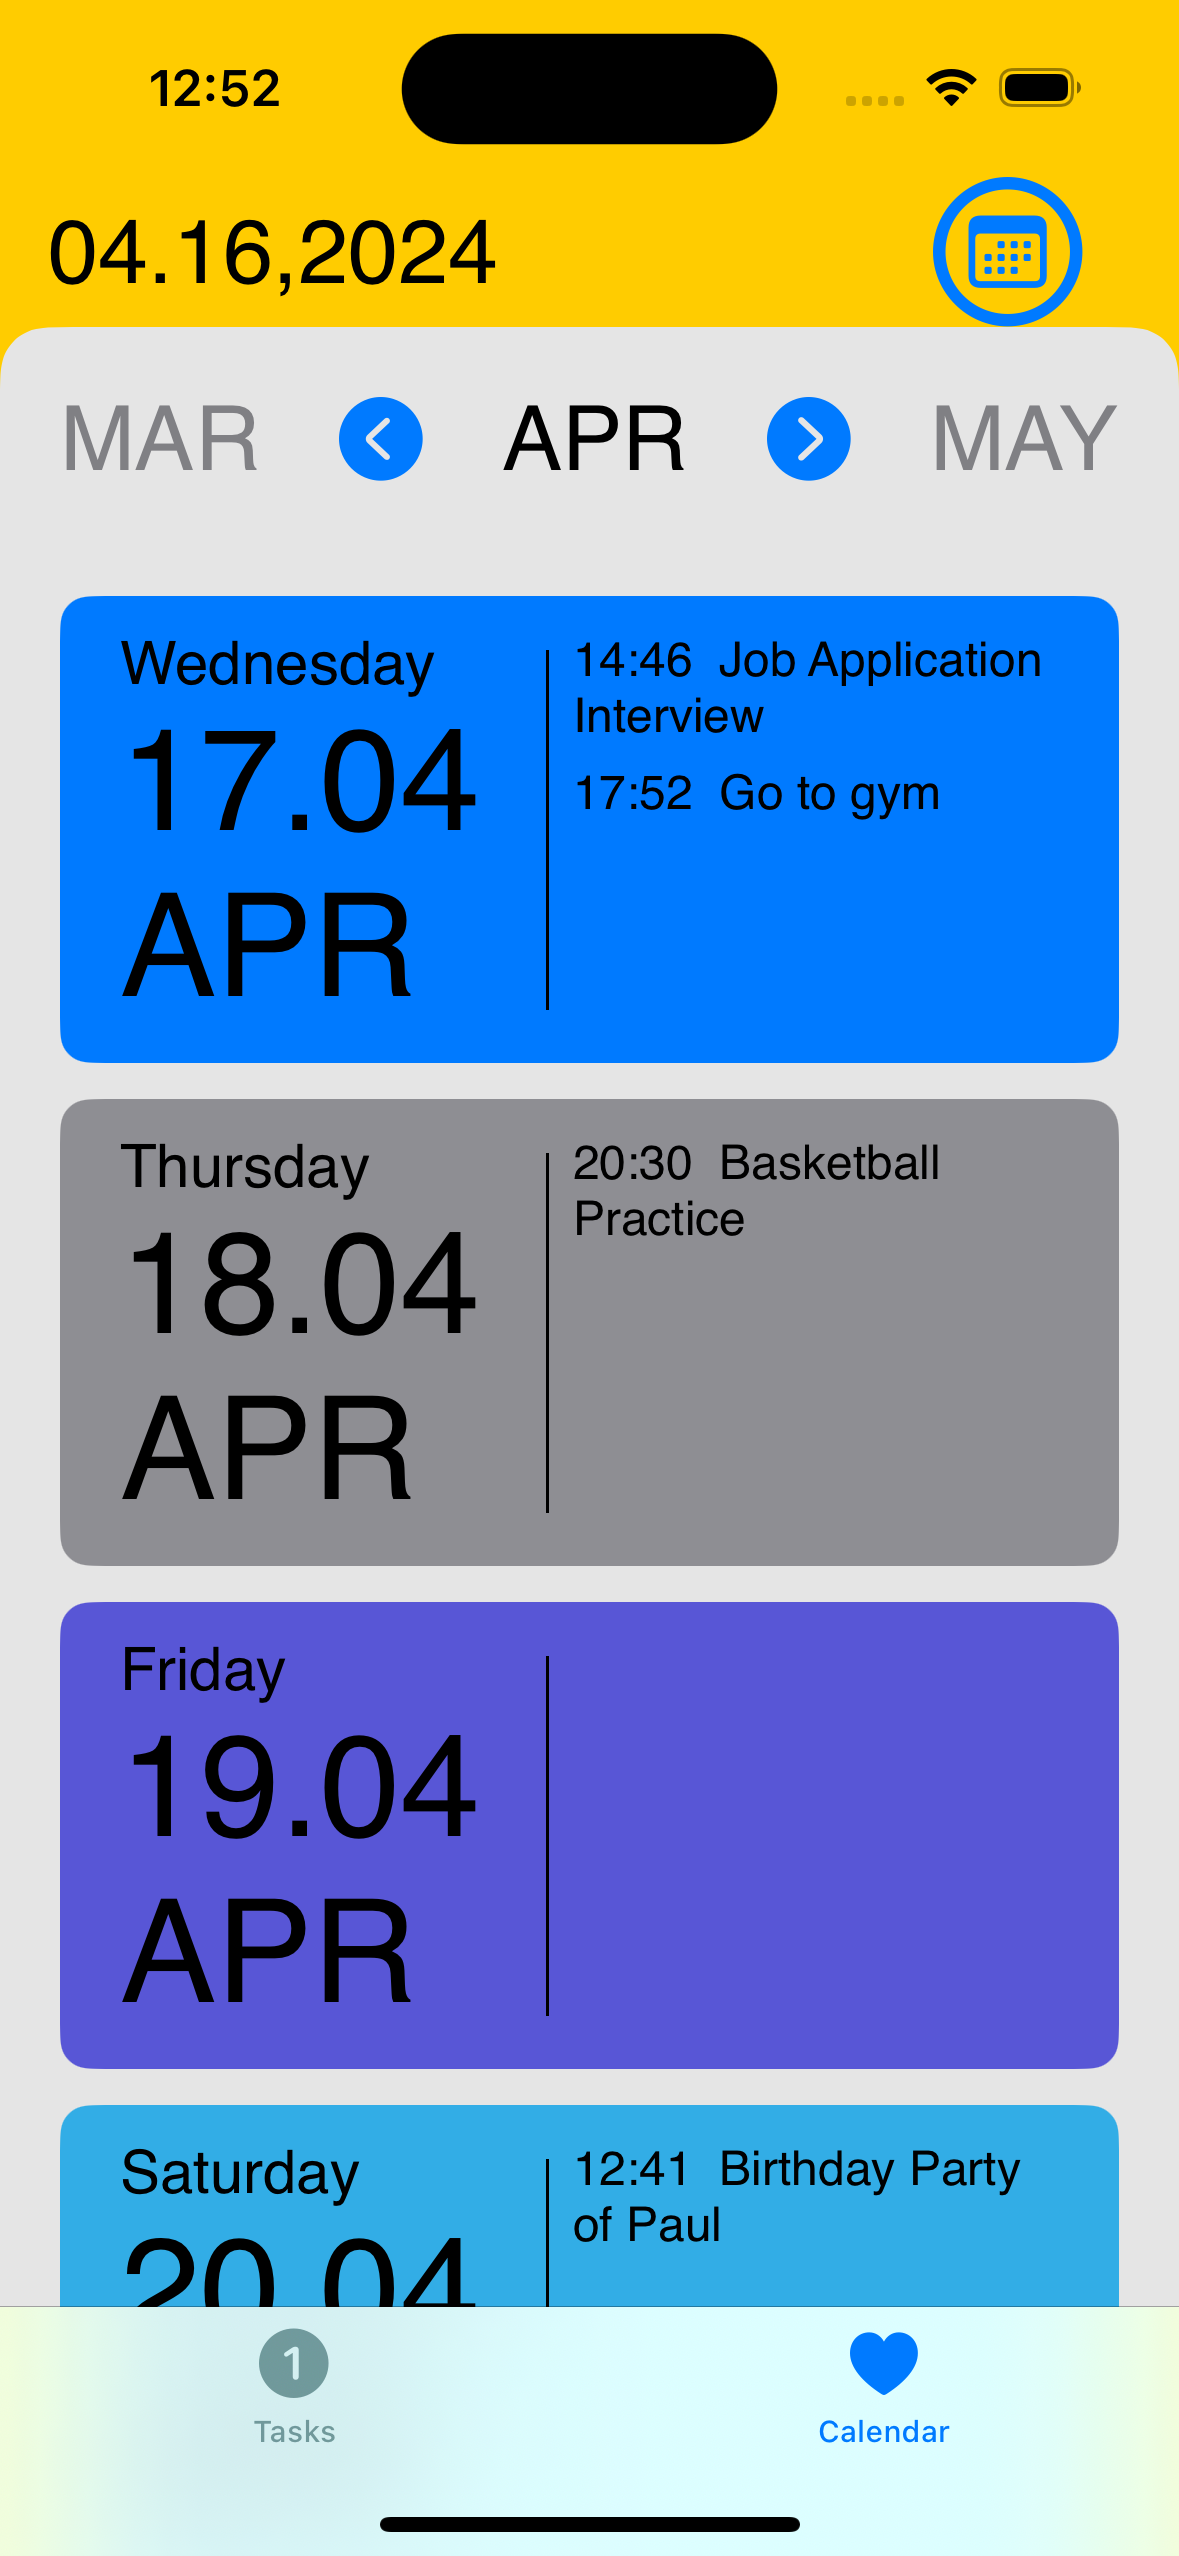 12:52
04.16,2024
MAR APR MAY
Wednesday
17.04
APR
14:46 Job Application
Interview
17:52 Go to gym
Thursday
18.04
APR
20:30 Basketball
Practice
Friday
19.04
APR
Saturday
20.04
12:41 Birthday Party
of Paul
1
Tasks
Calendar